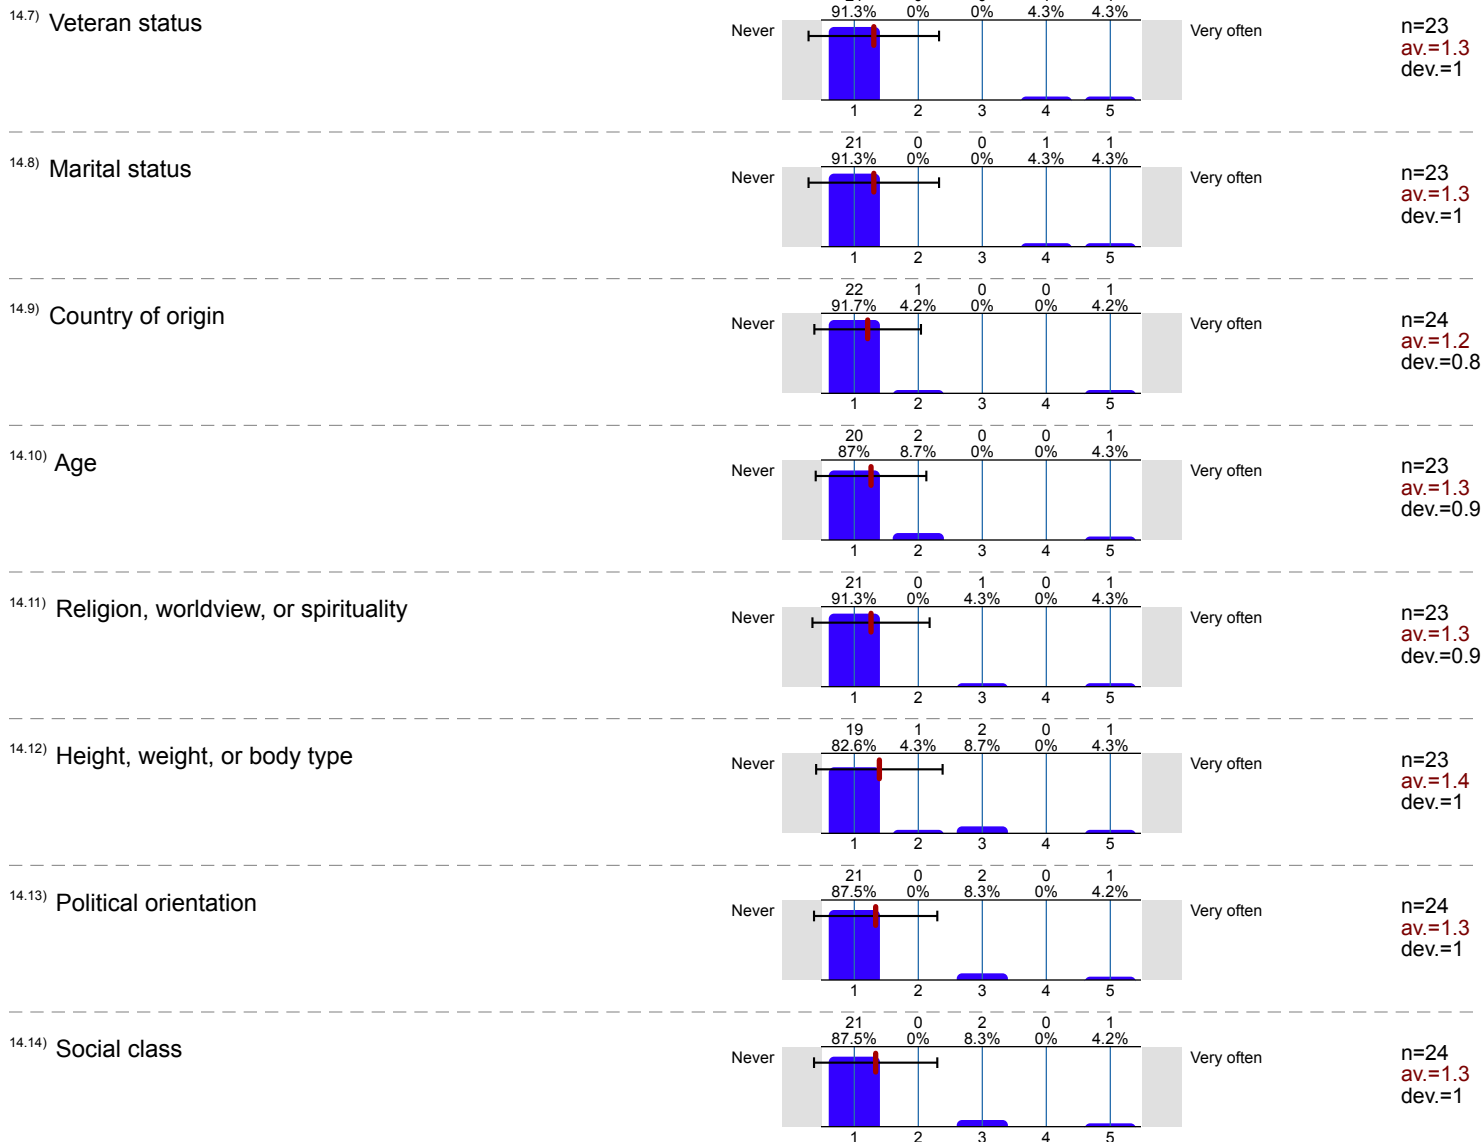 91.3% 0% 0% 4.3% 4.3%
14.7) Veteran status Never Very often n=23
av.=1.3
dev.=1
1 2 3 4 5
21 0 0 1 1
91.3% 0% 0% 4.3% 4.3%
14.8) Marital status Never Very often n=23
av.=1.3
dev.=1
1 2 3 4 5
22 1 0 0 1
91.7% 4.2% 0% 0% 4.2%
14.9) Country of origin Never Very often n=24
av.=1.2
dev.=0.8
1 2 3 4 5
20 2 0 0 1
87% 8.7% 0% 0% 4.3%
14.10) Age Never Very often n=23
av.=1.3
dev.=0.9
1 2 3 4 5
21 0 1 0 1
91.3% 0% 4.3% 0% 4.3%
14.11) Religion, worldview, or spirituality Never Very often n=23
av.=1.3
dev.=0.9
1 2 3 4 5
19 1 2 0 1
82.6% 4.3% 8.7% 0% 4.3%
14.12) Height, weight, or body type Never Very often n=23
av.=1.4
dev.=1
1 2 3 4 5
21 0 2 0 1
87.5% 0% 8.3% 0% 4.2%
14.13) Political orientation Never Very often n=24
av.=1.3
dev.=1
1 2 3 4 5
21 0 2 0 1
87.5% 0% 8.3% 0% 4.2%
14.14) Social class Never Very often n=24
av.=1.3
dev.=1
1 2 3 4 5